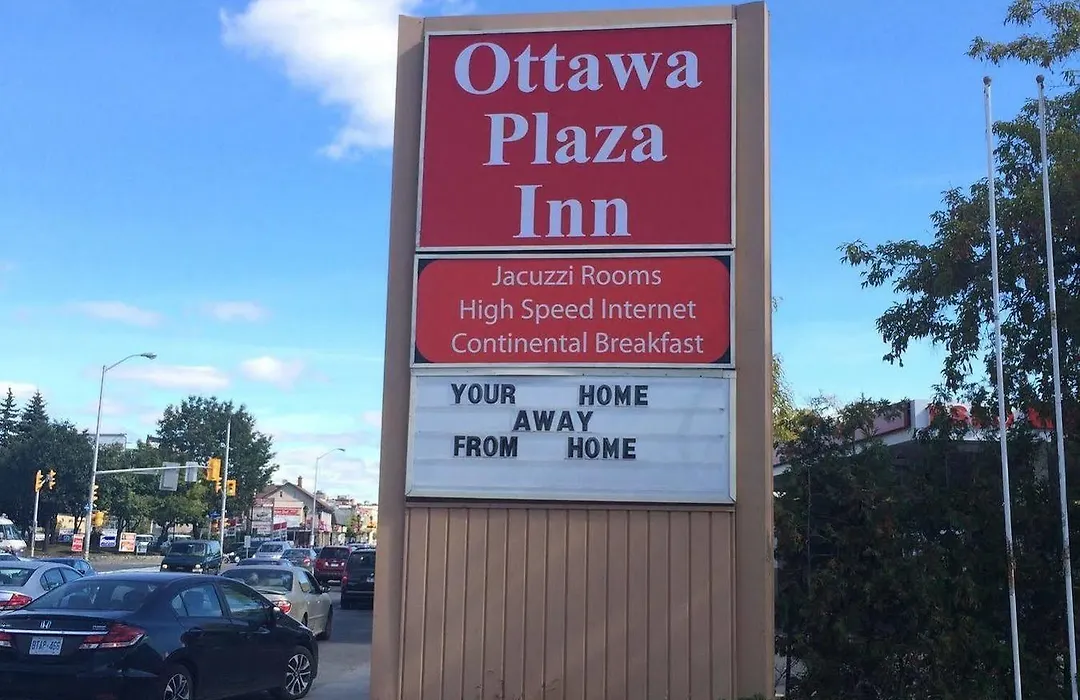 Ottawa
Plaza
Inn
Jacuzzi Rooms
High Speed Internet
Continental Breakfast
YOUR HOME
AWAY
FROM HOME